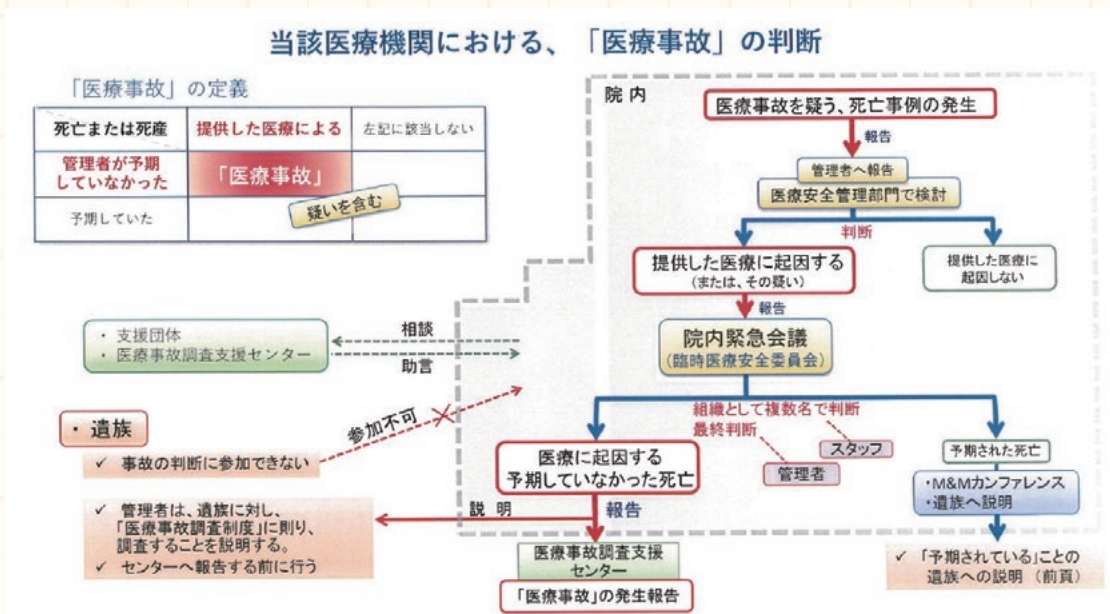 当該医療機関における、「医療事故」の判断
「医療事故」の定義
死亡または死産
提供した医療による
左記に該当しない
管理者が予期
していなかった
「医療事故」
予期していた
疑いを含む
院内
医療事故を疑う、死亡事例の発生
報告
管理者へ報告
医療安全管理部門で検討
判断
提供した医療に起因する
(または、その疑い)
提供した医療に
起因しない
報告
院内緊急会議
(臨時医療安全委員会)
・ 支援団体
・ 医療事故調査支援センター
相談
助言
・ 遺族
参加不可
✓ 事故の判断に参加できない
組織として複数名で判断
最終判断
スタッフ
管理者
医療に起因する
予期していなかった死亡
予期された死亡
・M&Mカンファレンス
・遺族へ説明
説 明
報告
✓ 管理者は、遺族に対し、
「医療事故調査制度」に則り、
調査することを説明する。
✓ センターへ報告する前に行う
医療事故調査支援
センター
「医療事故」の発生報告
✓ 「予期されている」ことの
遺族への説明 (前頁)